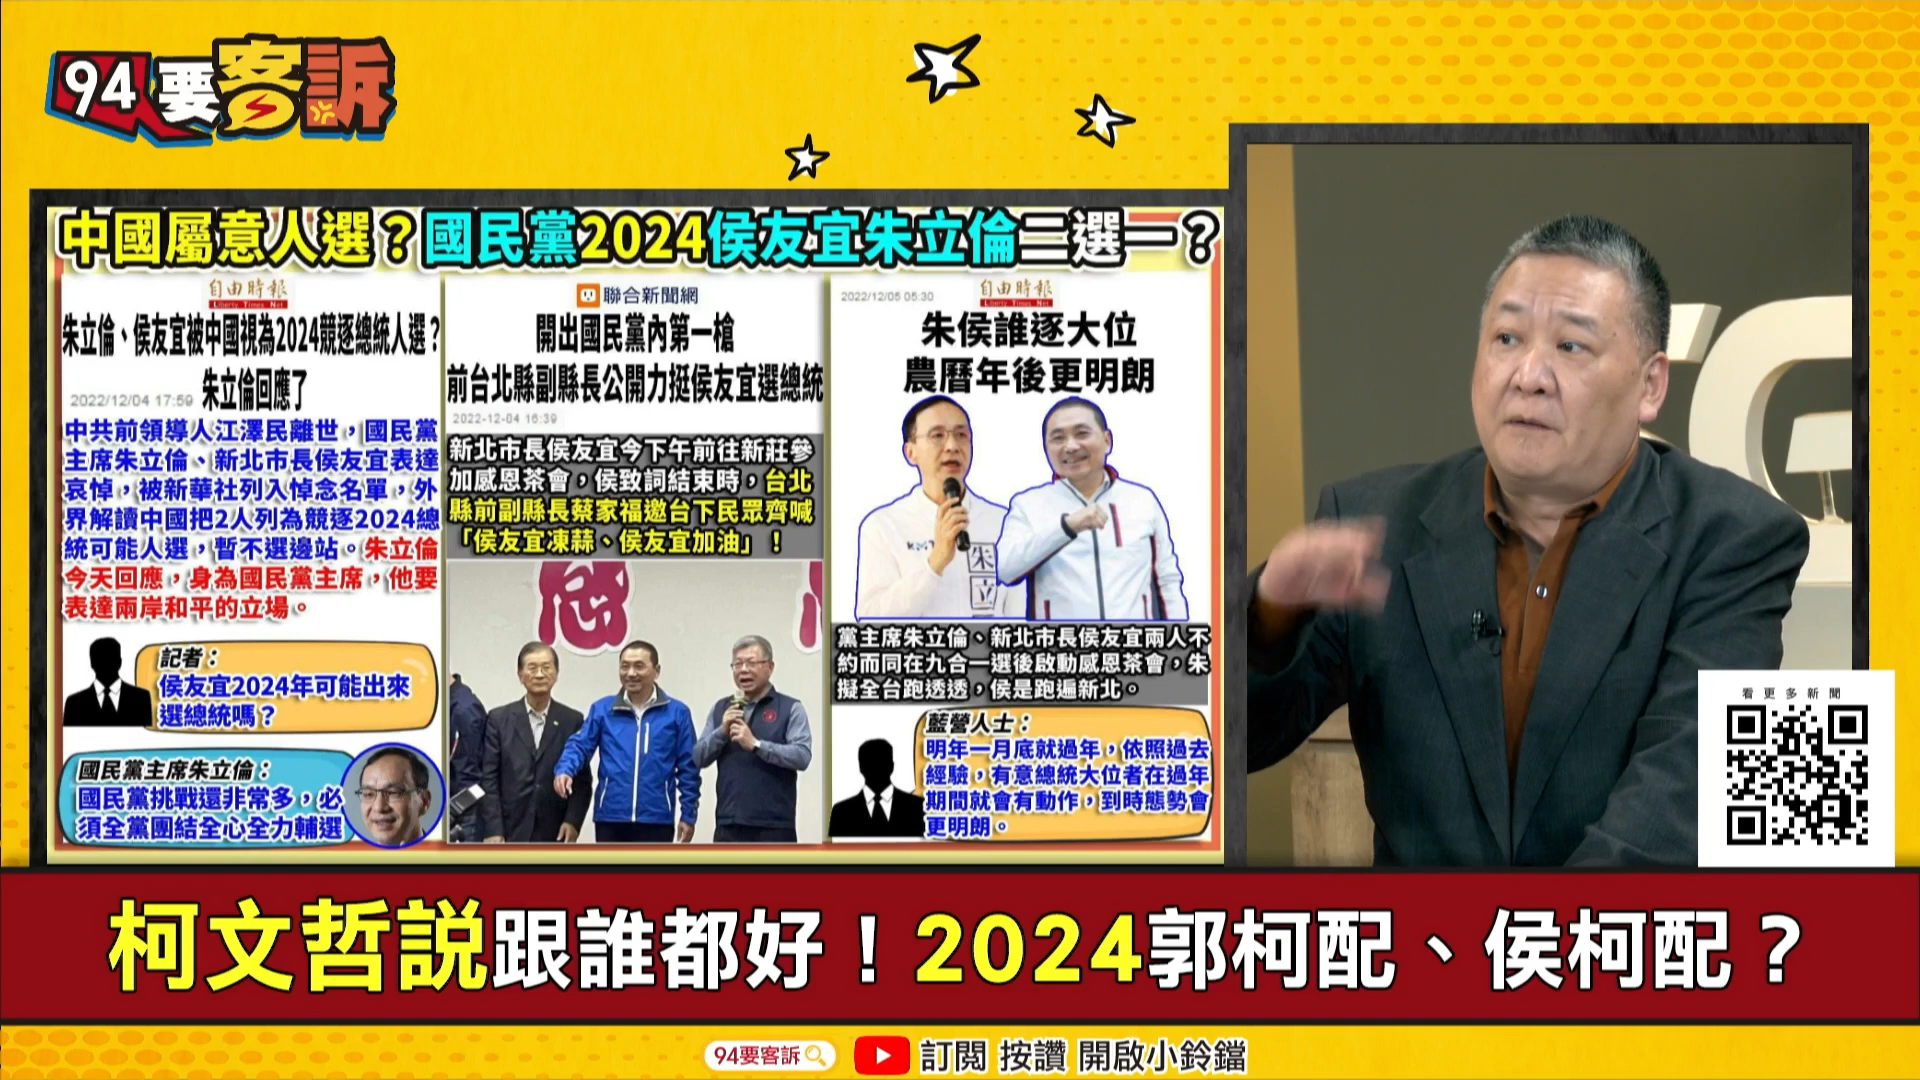 94要客訴
中國屬意人選？國民黨2024侯友宜朱立倫二選一？
自由時報
Liberty Times Net
朱立倫、侯友宜被中國視為2024競逐總統人選？
2022/12/04 17:59 朱立倫回應了
中共前領導人江澤民離世，國民黨
主席朱立倫、新北市長侯友宜表達
哀悼，被新華社列入悼念名單，外
界解讀中國把2人列為競逐2024總
統可能人選，暫不選邊站。朱立倫
今天回應，身為國民黨主席，他要
表達兩岸和平的立場。
記者：
侯友宜2024年可能出來
選總統嗎？
國民黨主席朱立倫：
國民黨挑戰還非常多，必
須全黨團結全心全力輔選
聯合新聞網
開出國民黨內第一槍
前台北縣副縣長公開力挺侯友宜選總統
2022-12-04 16:39
新北市長侯友宜今下午前往新莊參
加感恩茶會，侯致詞結束時，台北
縣前副縣長蔡家福邀台下民眾齊喊
「侯友宜凍蒜、侯友宜加油」！
感
2022/12/05 05:30
自由時報
Liberty Times Net
朱侯誰逐大位
農曆年後更明朗
KMT
朱立
黨主席朱立倫、新北市長侯友宜兩人不
約而同在九合一選後啟動感恩茶會，朱
擬全台跑透透，侯是跑遍新北。
藍營人士：
明年一月底就過年，依照過去
經驗，有意總統大位者在過年
期間就會有動作，到時態勢會
更明朗。
看更多新聞
柯文哲説跟誰都好！2024郭柯配、侯柯配？
94要客訴
訂閱 按讚 開啟小鈴鐺